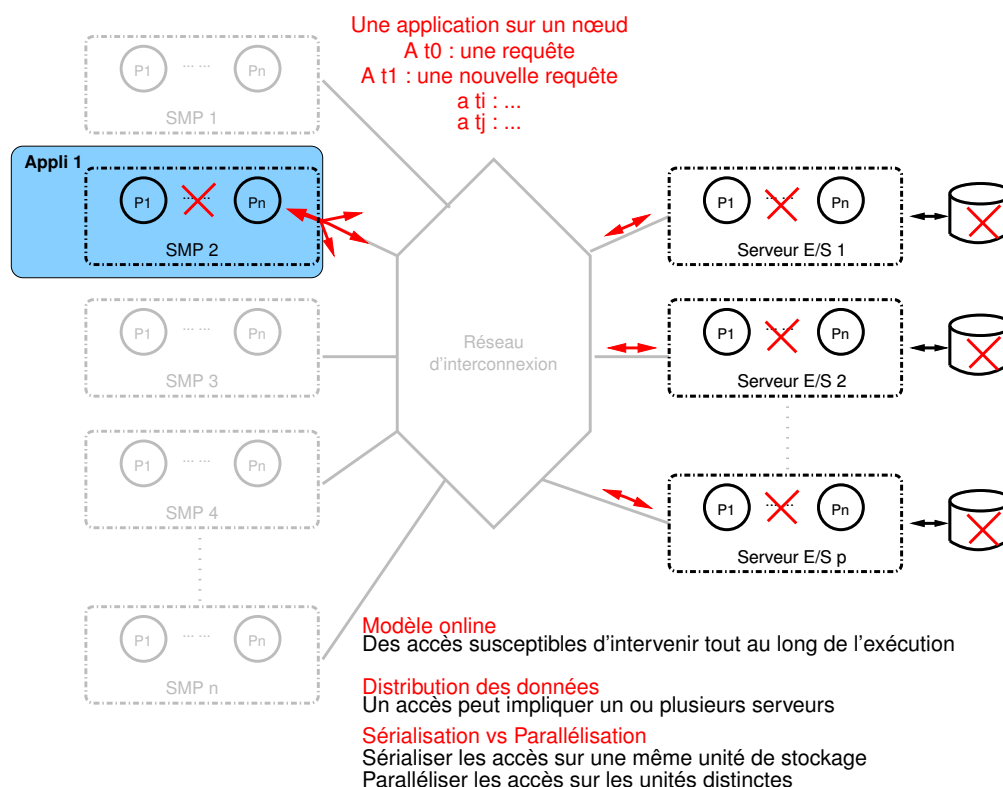 Une application sur un nœud
A t0 : une requête
A t1 : une nouvelle requête
a ti : ...
a tj : ...
P1 ... ... Pn
SMP 1
Appli 1
P1 ... ... Pn
SMP 2
P1 ... ... Pn
SMP 3
P1 ... ... Pn
SMP 4
P1 ... ... Pn
SMP n
Réseau
d'interconnexion
P1 ... ... Pn
Serveur E/S 1
P1 ... ... Pn
Serveur E/S 2
P1 ... ... Pn
Serveur E/S p
Modèle online
Des accès susceptibles d'intervenir tout au long de l'exécution
Distribution des données
Un accès peut impliquer un ou plusieurs serveurs
Sérialisation vs Parallélisation
Sérialiser les accès sur une même unité de stockage
Paralléliser les accès sur les unités distinctes